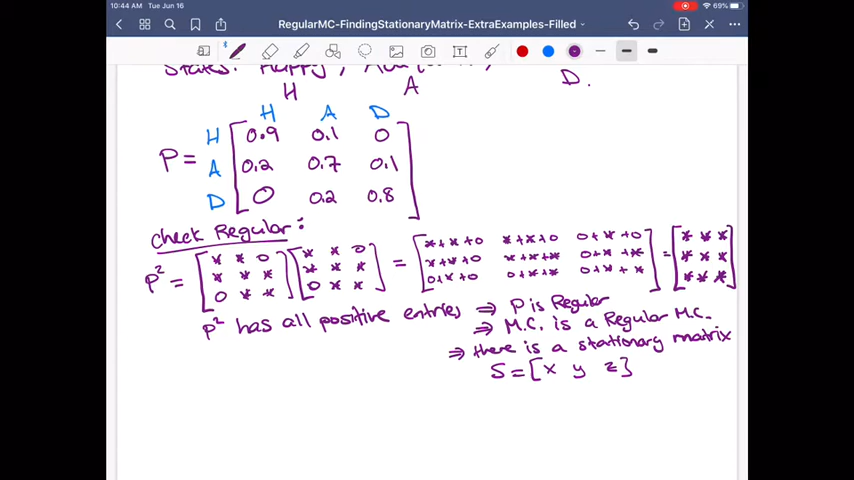 10:44 AM Tue Jun 16
69%
RegularMC-FindingStationaryMatrix-ExtraExamples-Filled
States: Happy,
H A D.
H A D
H 0.9 0.1 0
P = A 0.2 0.7 0.1
D 0 0.2 0.8
Check Regular:
P² = [* * 0] [* * 0] = [*+*+0 *+*+0 0+*+0] = [* * *]
[* * *] [* * *] [*+*+0 *+*+* 0+*+*] [* * *]
[0 * *] [0 * *] [0+*+0 0+*+* 0+*+*] [* * *]
P² has all positive entries ⇒ P is Regular
⇒ M.C. is a Regular M.C.
⇒ there is a stationary matrix
S = [x y z]